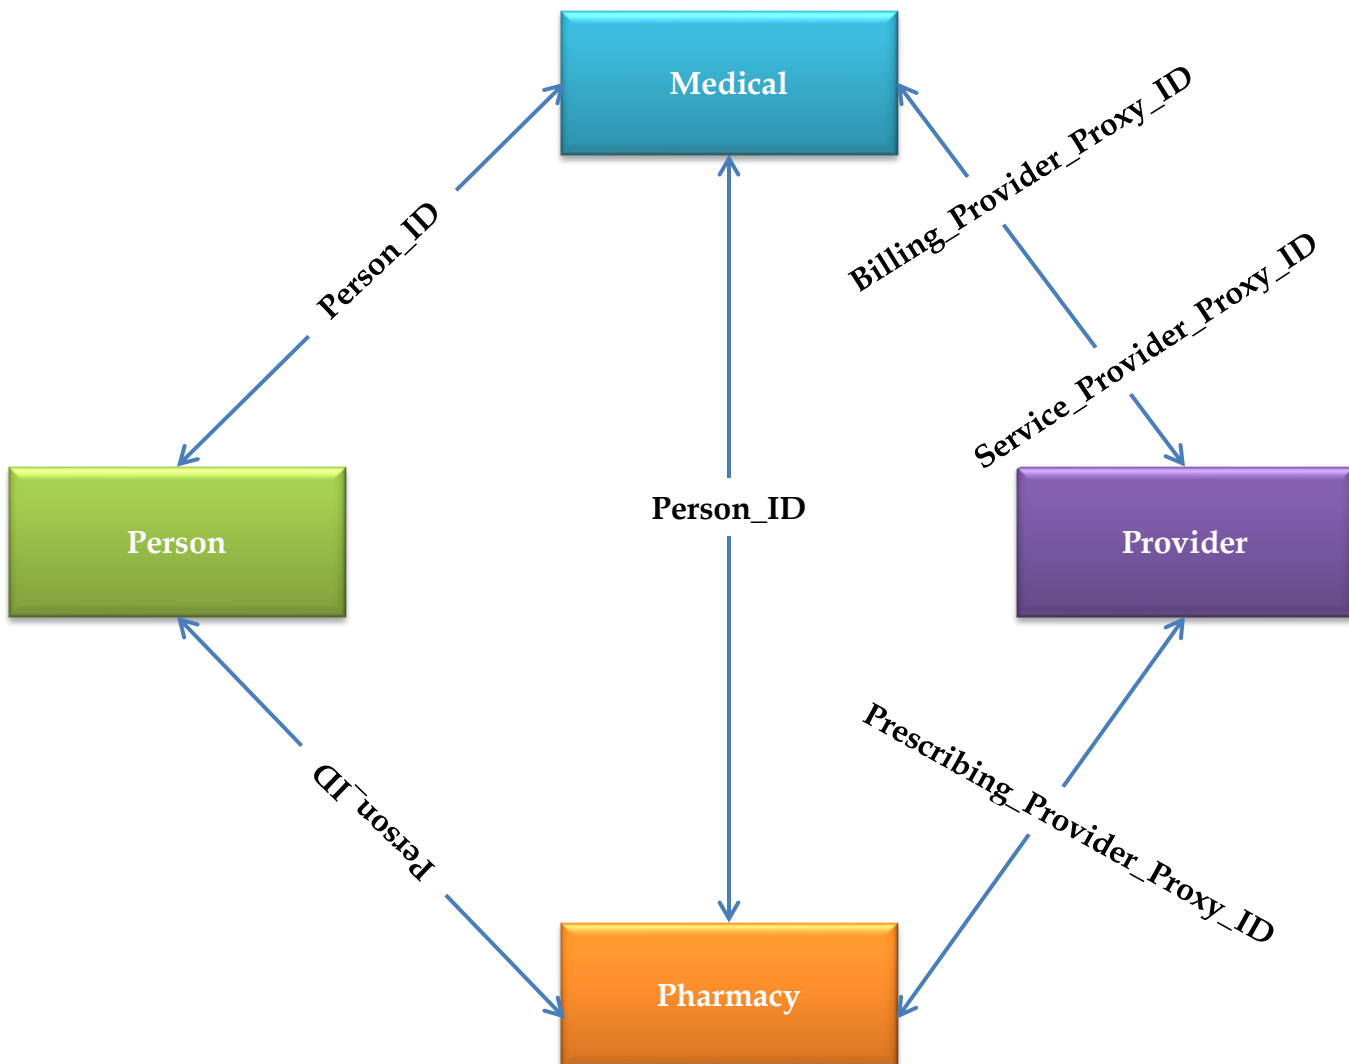 Medical
Billing_Provider_Proxy_ID
Person_ID
Service_Provider_Proxy_ID
Person_ID
Person
Provider
Person_ID
Prescribing_Provider_Proxy_ID
Pharmacy